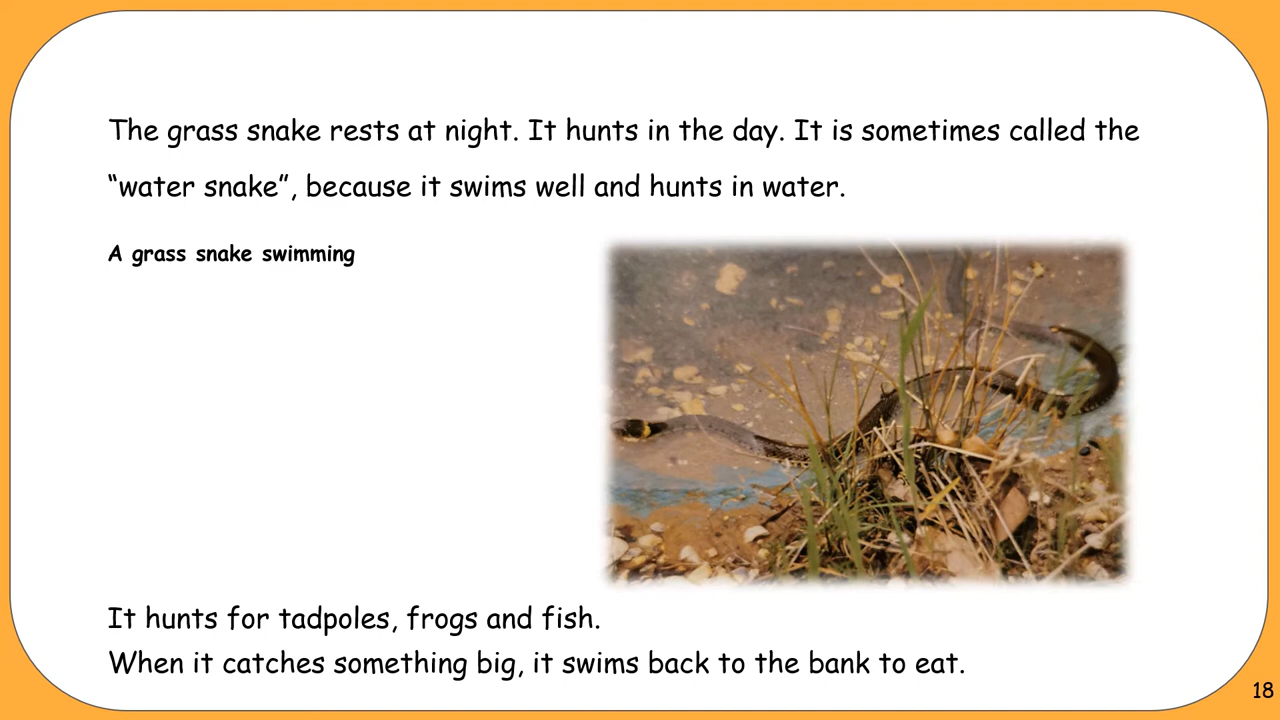 The grass snake rests at night. It hunts in the day. It is sometimes called the
“water snake”, because it swims well and hunts in water.
A grass snake swimming
It hunts for tadpoles, frogs and fish.
When it catches something big, it swims back to the bank to eat.
18